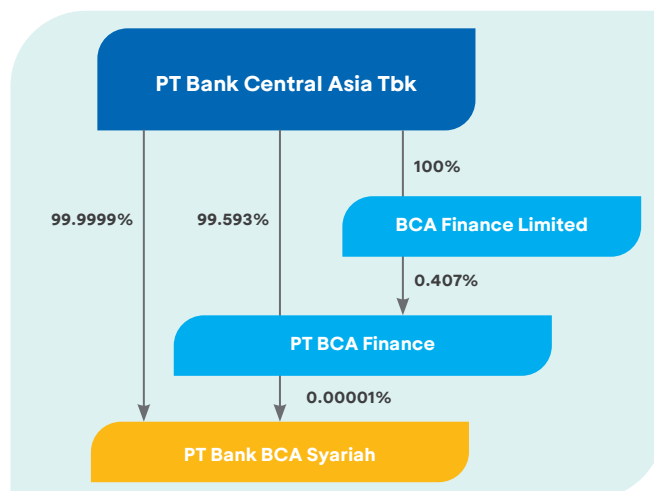 PT Bank Central Asia Tbk
100%
99.9999%
99.593%
BCA Finance Limited
0.407%
PT BCA Finance
0.00001%
PT Bank BCA Syariah